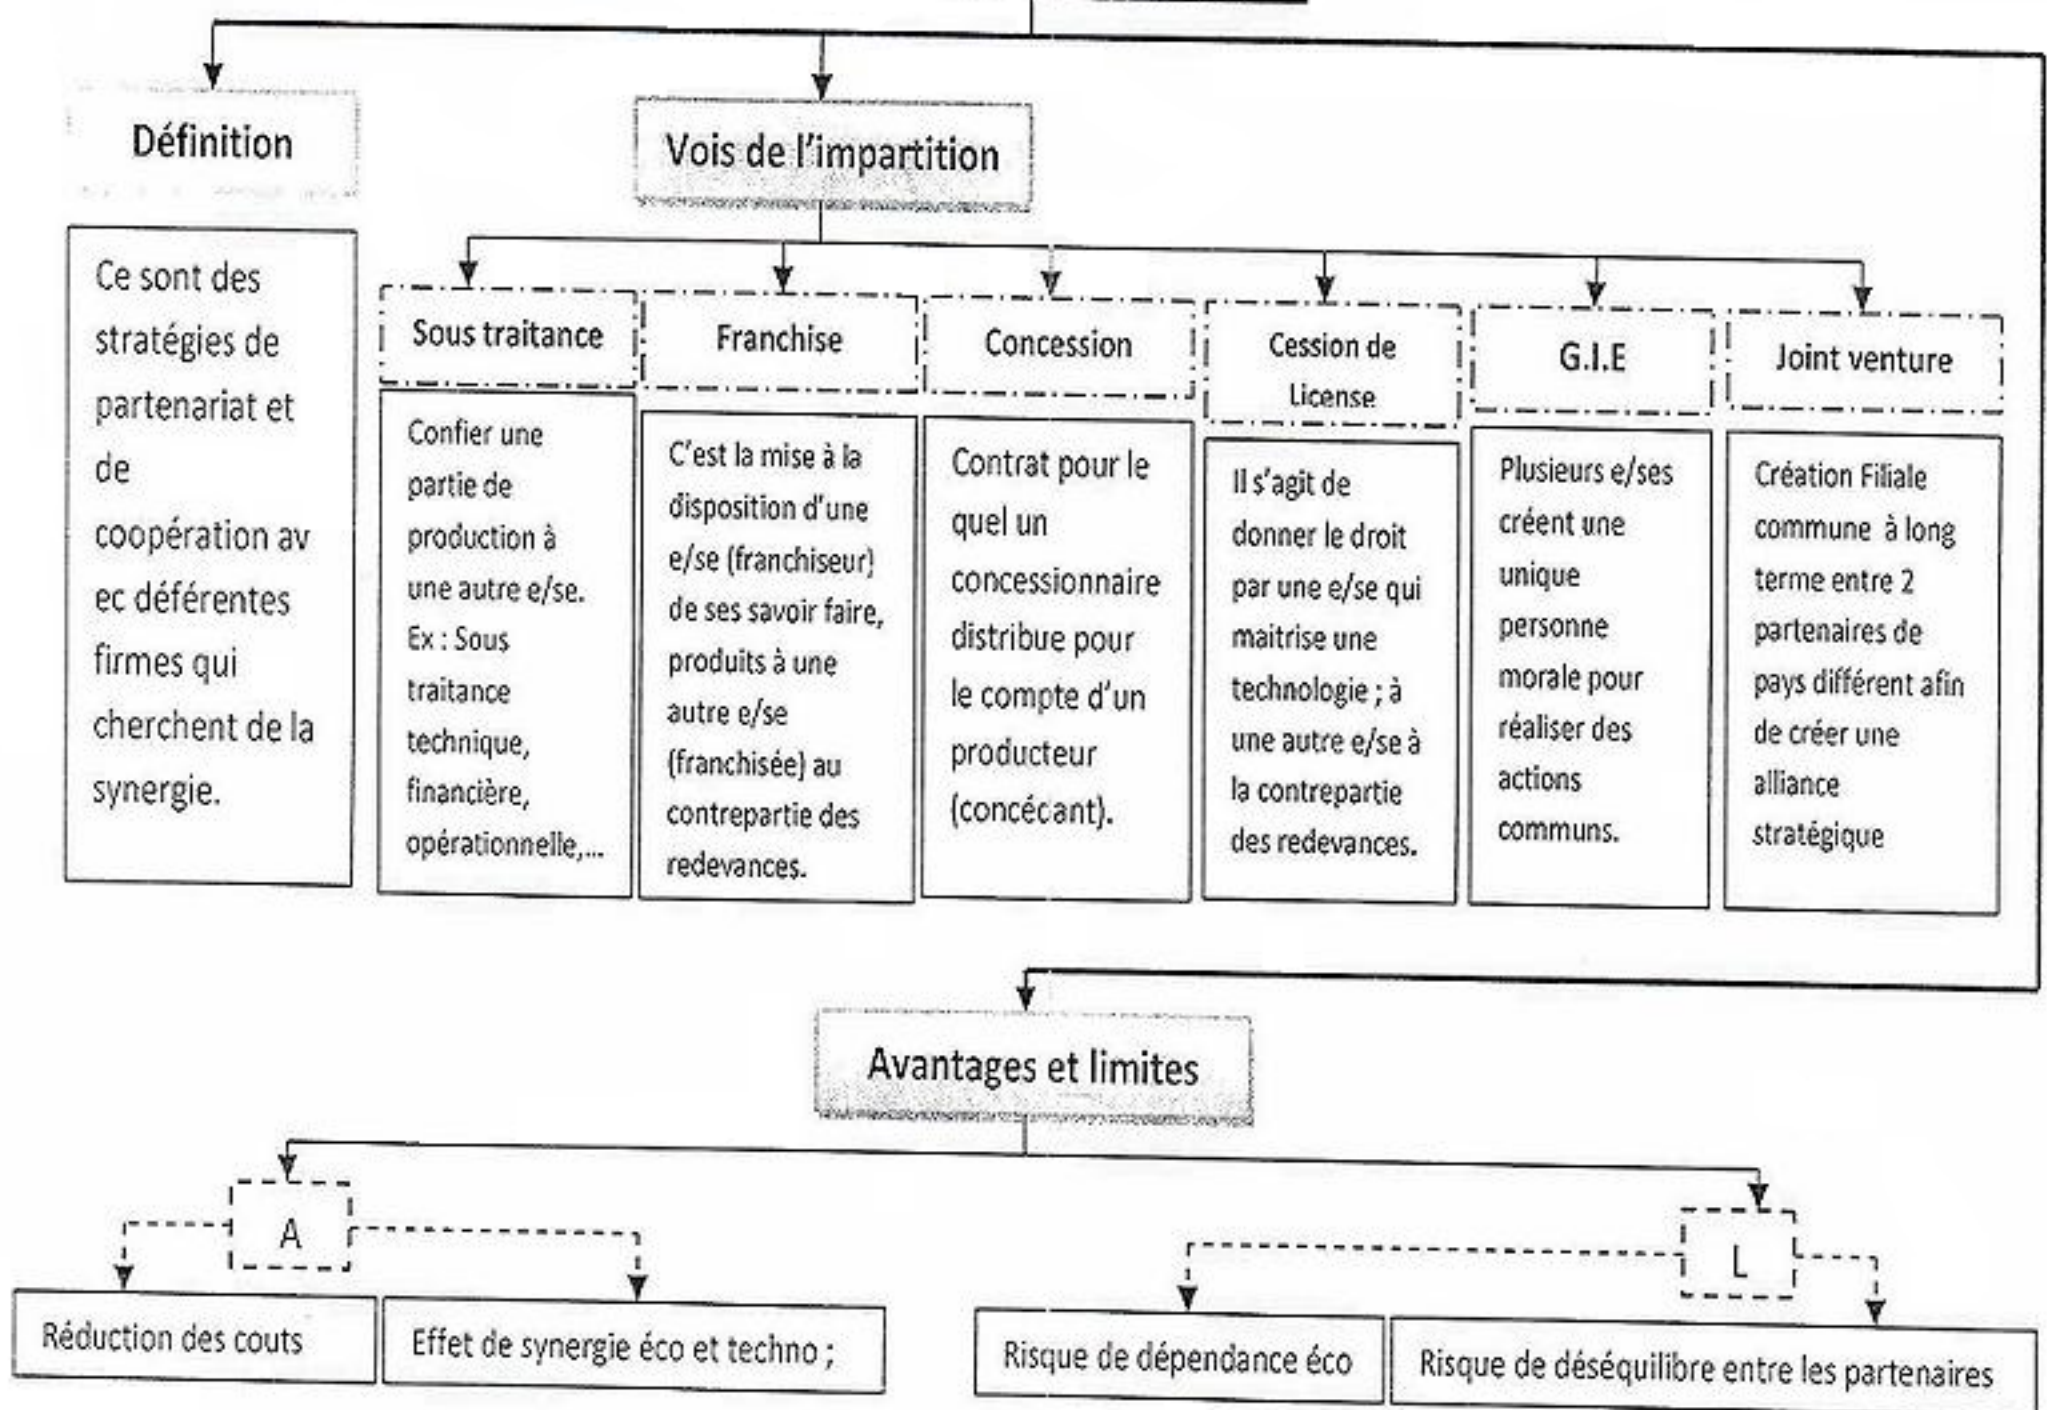 Définition
Vois de l'impartition
Ce sont des
stratégies de
partenariat et
de
coopération av
ec déférentes
firmes qui
cherchent de la
synergie.
Sous traitance
Confier une
partie de
production à
une autre e/se.
Ex : Sous
traitance
technique,
financière,
opérationnelle,...
Franchise
C'est la mise à la
disposition d'une
e/se (franchiseur)
de ses savoir faire,
produits à une
autre e/se
(franchisée) au
contrepartie des
redevances.
Concession
Contrat pour le
quel un
concessionnaire
distribue pour
le compte d'un
producteur
(concédant).
Cession de
License
Il s'agit de
donner le droit
par une e/se qui
maitrise une
technologie ; à
une autre e/se à
la contrepartie
des redevances.
G.I.E
Plusieurs e/ses
créent une
unique
personne
morale pour
réaliser des
actions
communs.
Joint venture
Création Filiale
commune à long
terme entre 2
partenaires de
pays différent afin
de créer une
alliance
stratégique
Avantages et limites
A
Réduction des couts
Effet de synergie éco et techno ;
L
Risque de dépendance éco
Risque de déséquilibre entre les partenaires